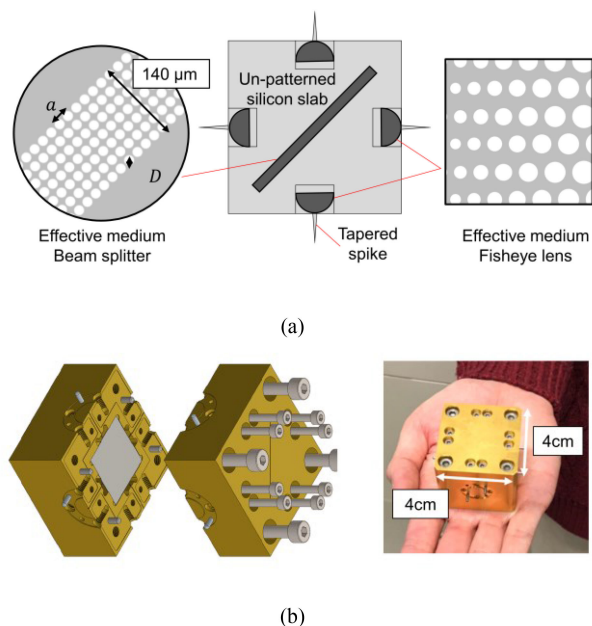 140 µm
a
D
Effective medium
Beam splitter
Un-patterned
silicon slab
Tapered
spike
Effective medium
Fisheye lens
(a)
4cm
4cm
(b)